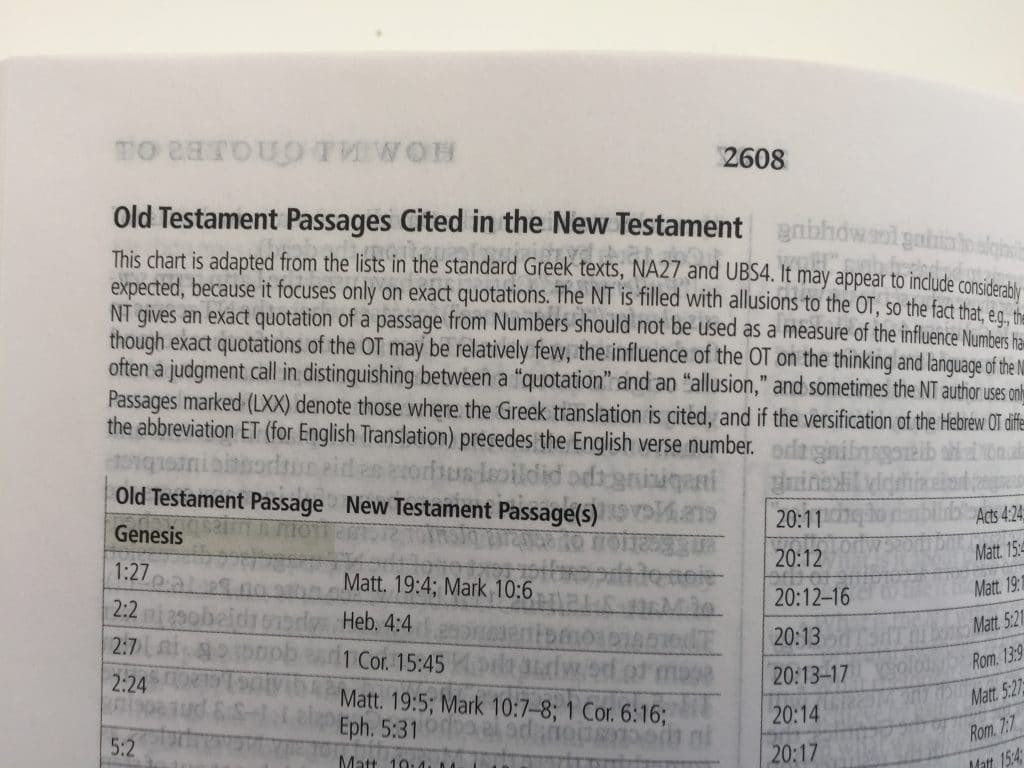 2608
Old Testament Passages Cited in the New Testament
This chart is adapted from the lists in the standard Greek texts, NA27 and UBS4. It may appear to include considerably
expected, because it focuses only on exact quotations. The NT is filled with allusions to the OT, so the fact that, e.g., the
NT gives an exact quotation of a passage from Numbers should not be used as a measure of the influence Numbers
though exact quotations of the OT may be relatively few, the influence of the OT on the thinking and language of the
often a judgment call in distinguishing between a “quotation” and an “allusion,” and sometimes the NT author uses only
Passages marked (LXX) denote those where the Greek translation is cited, and if the versification of the Hebrew OT
the abbreviation ET (for English Translation) precedes the English verse number.
Old Testament Passage New Testament Passage(s)
Genesis
1:27 Matt. 19:4; Mark 10:6
2:2 Heb. 4:4
2:7 1 Cor. 15:45
2:24 Matt. 19:5; Mark 10:7–8; 1 Cor. 6:16;
Eph. 5:31
5:2
20:11 Acts 4:24
20:12 Matt.
20:12–16 Matt.
20:13 Matt. 5:21
20:13–17 Rom. 13:9
20:14 Matt. 5:27
20:17 Rom. 7:7
Matt. 15:4